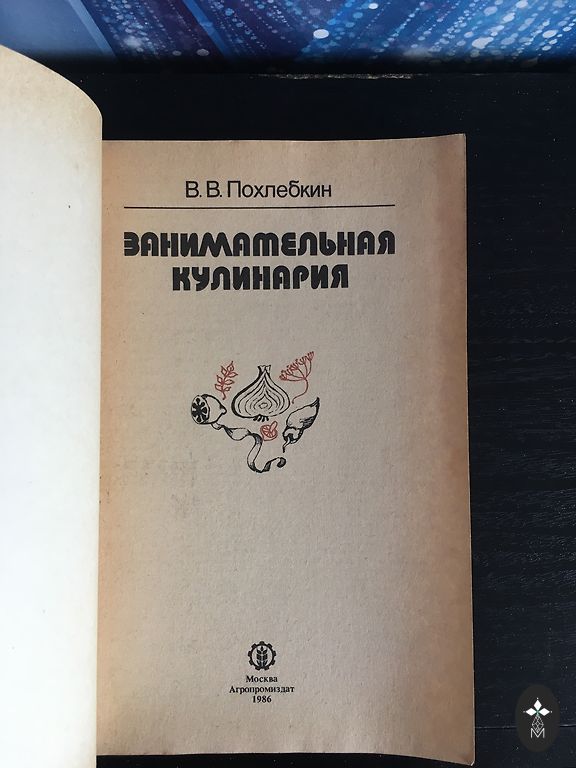 В. В. Похлебкин
ЗАНИМАТЕЛЬНАЯ
КУЛИНАРИЯ
Москва
Агропромиздат
1986
М